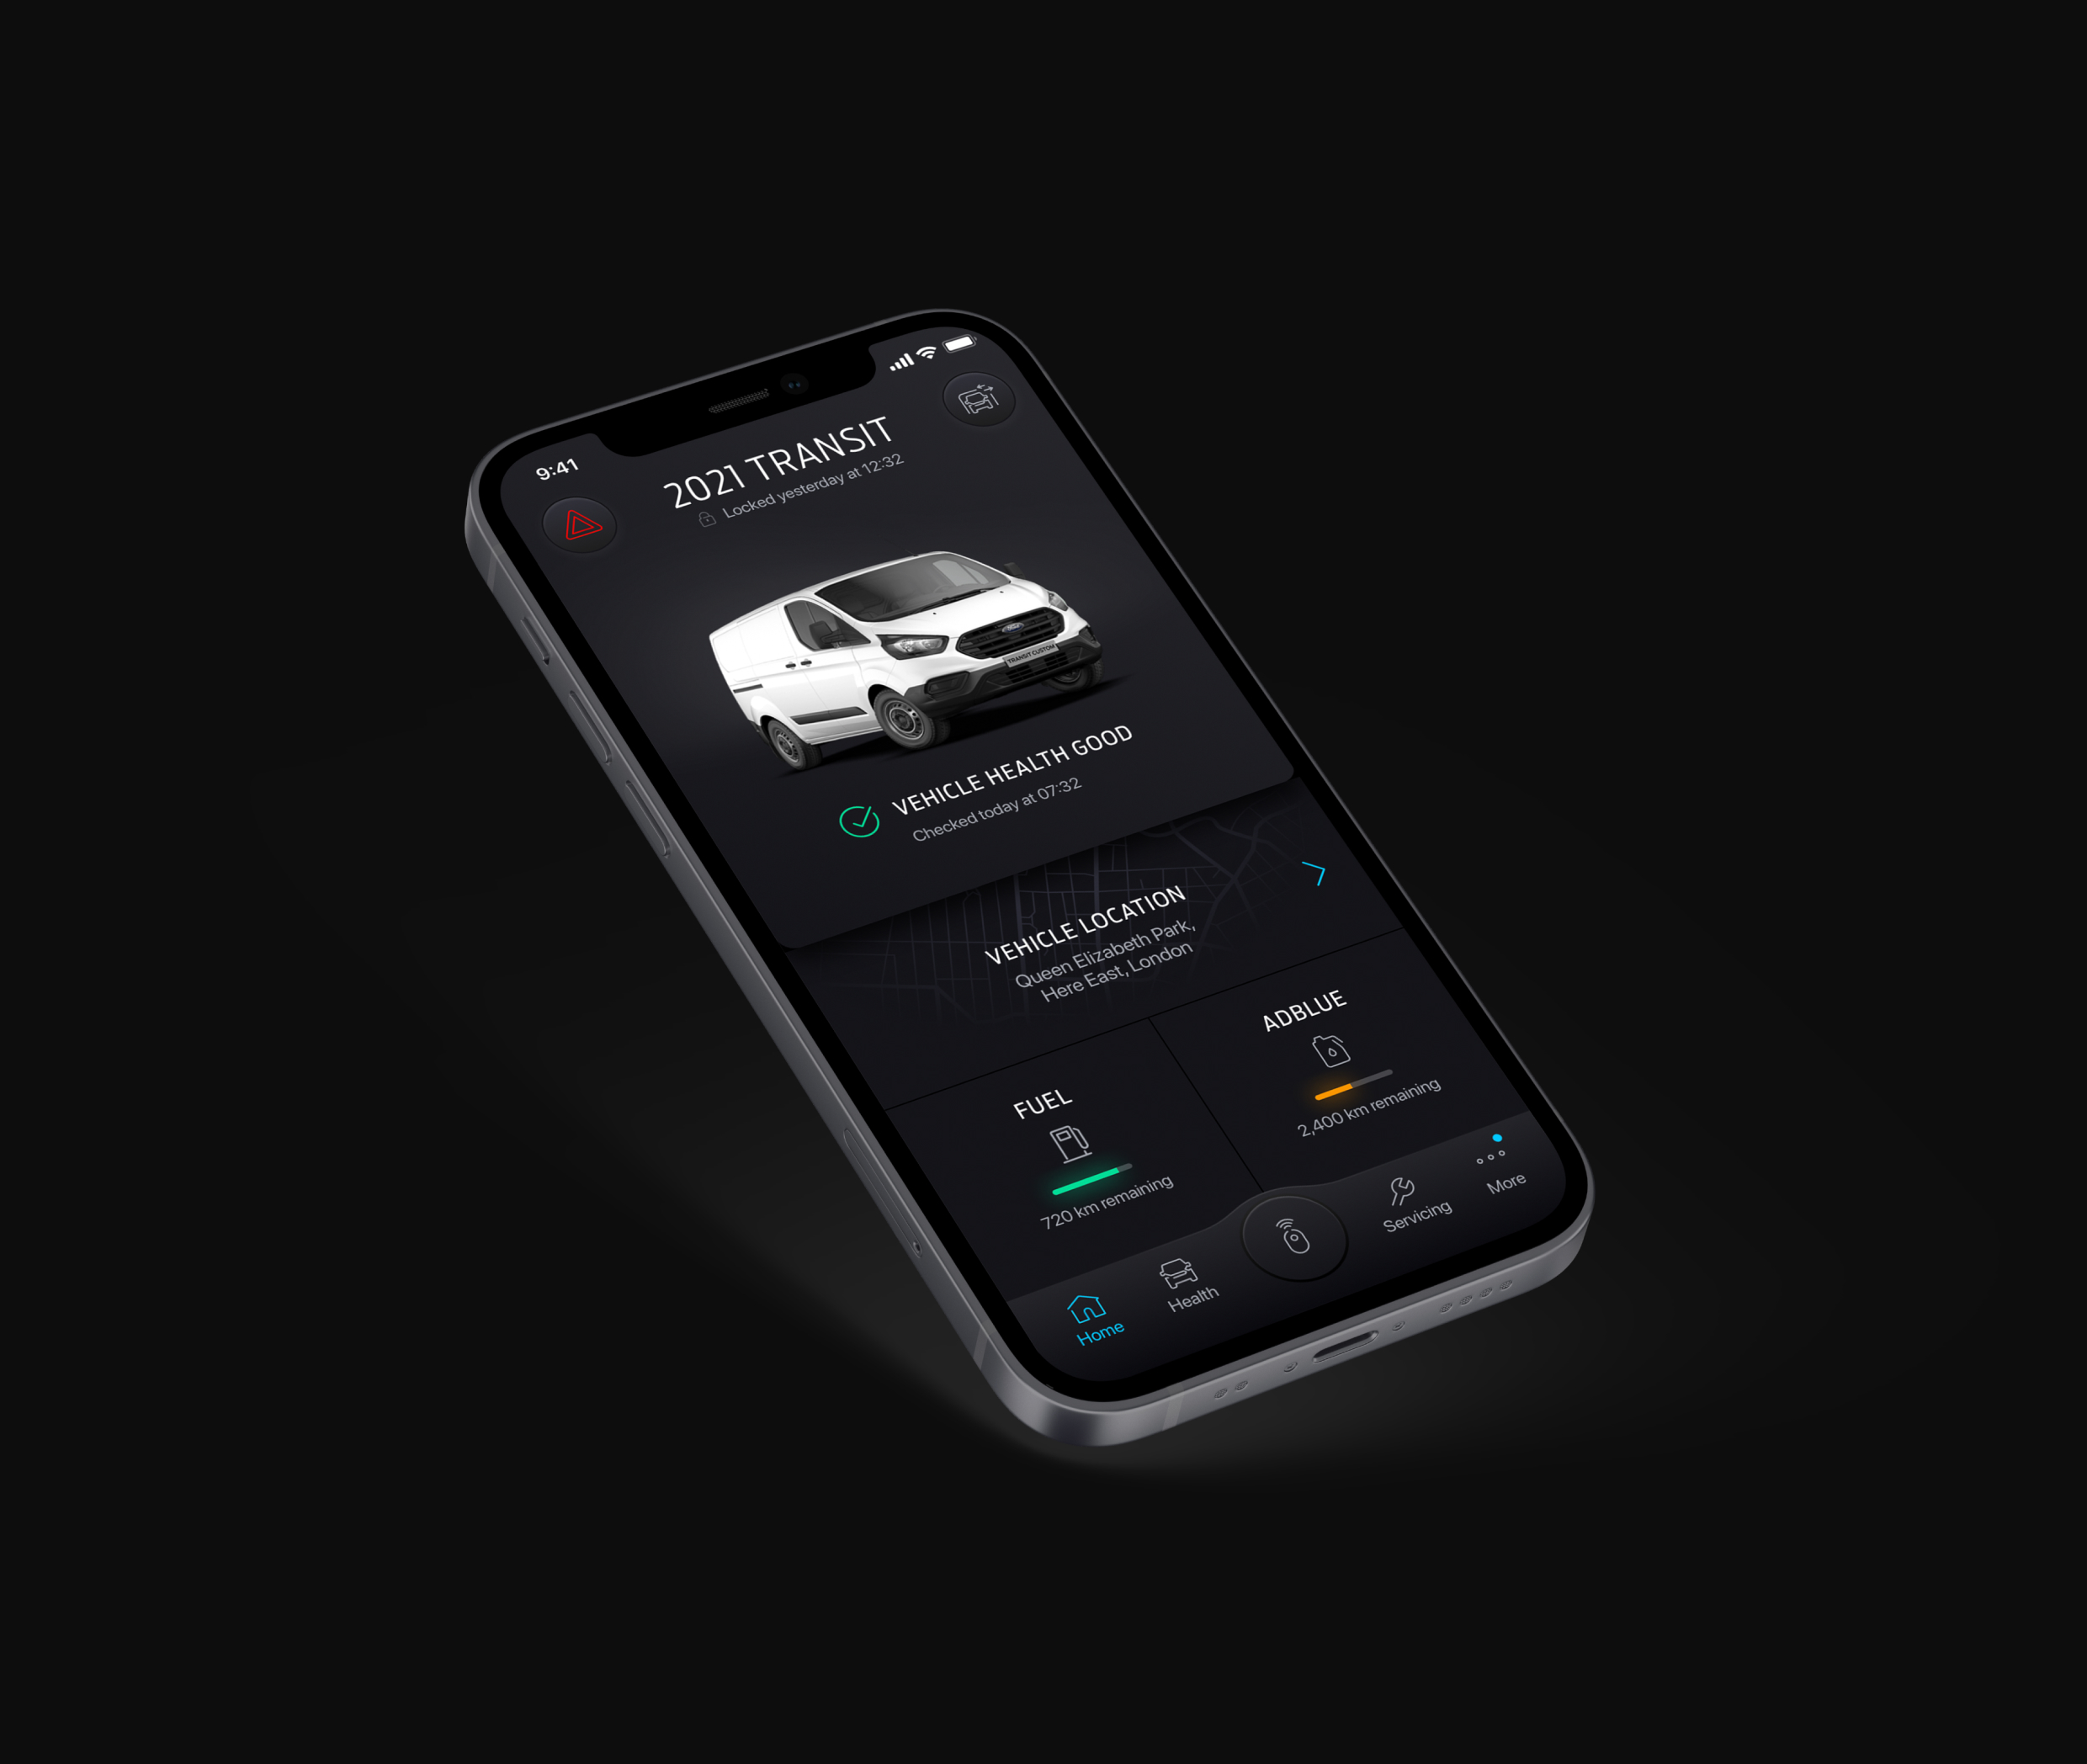 9:41
2021 TRANSIT
Locked yesterday at 12:32
Ford
TRANSIT CUSTOM
VEHICLE HEALTH GOOD
Checked today at 07:32
VEHICLE LOCATION
Queen Elizabeth Park,
Here East, London
ADBLUE
2,400 km remaining
FUEL
720 km remaining
Home
Health
Servicing
More